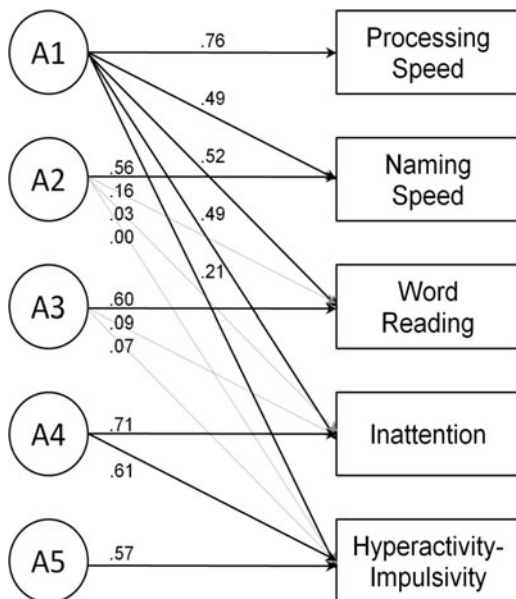 A1
.76
Processing
Speed
.49
A2
.56
.52
Naming
Speed
.16
.03
.49
.00
.21
A3
.60
Word
Reading
.09
.07
A4
.71
Inattention
.61
A5
.57
Hyperactivity-
Impulsivity